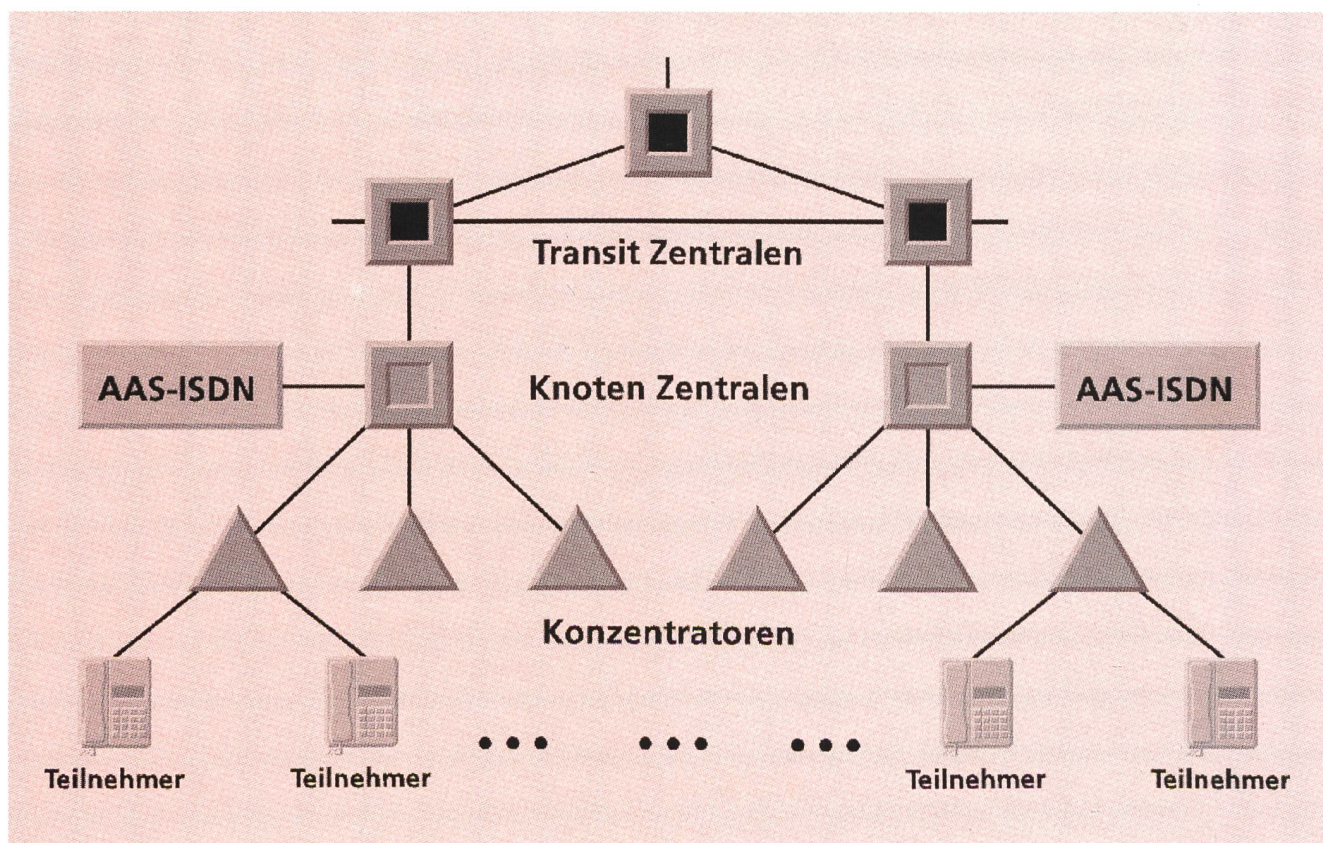 Transit Zentralen
AAS-ISDN
Knoten Zentralen
AAS-ISDN
Konzentratoren
Teilnehmer
Teilnehmer
Teilnehmer
Teilnehmer